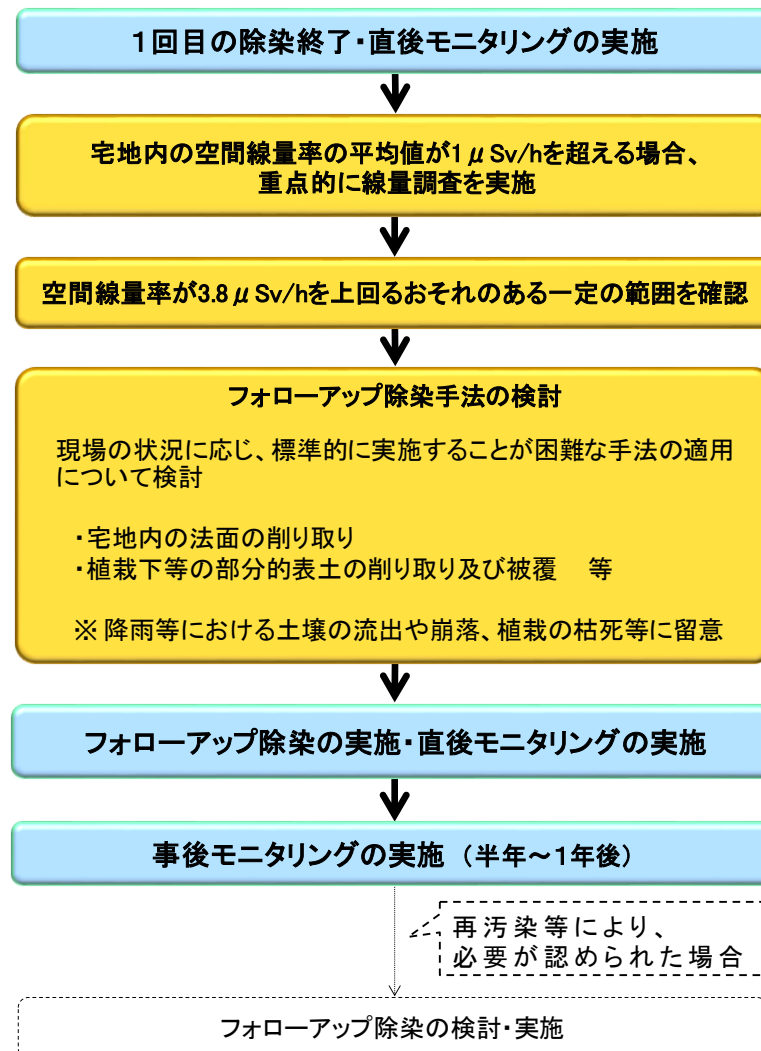 1回目の除染終了・直後モニタリングの実施
宅地内の空間線量率の平均値が1μSv/hを超える場合、
重点的に線量調査を実施
空間線量率が3.8μSv/hを上回るおそれのある一定の範囲を確認
フォローアップ除染手法の検討
現場の状況に応じ、標準的に実施することが困難な手法の適用
について検討
・宅地内の法面の削り取り
・植栽下等の部分的表土の削り取り及び被覆　等
※ 降雨等における土壌の流出や崩落、植栽の枯死等に留意
フォローアップ除染の実施・直後モニタリングの実施
事後モニタリングの実施（半年～1年後）
再汚染等により、
必要が認められた場合
フォローアップ除染の検討・実施